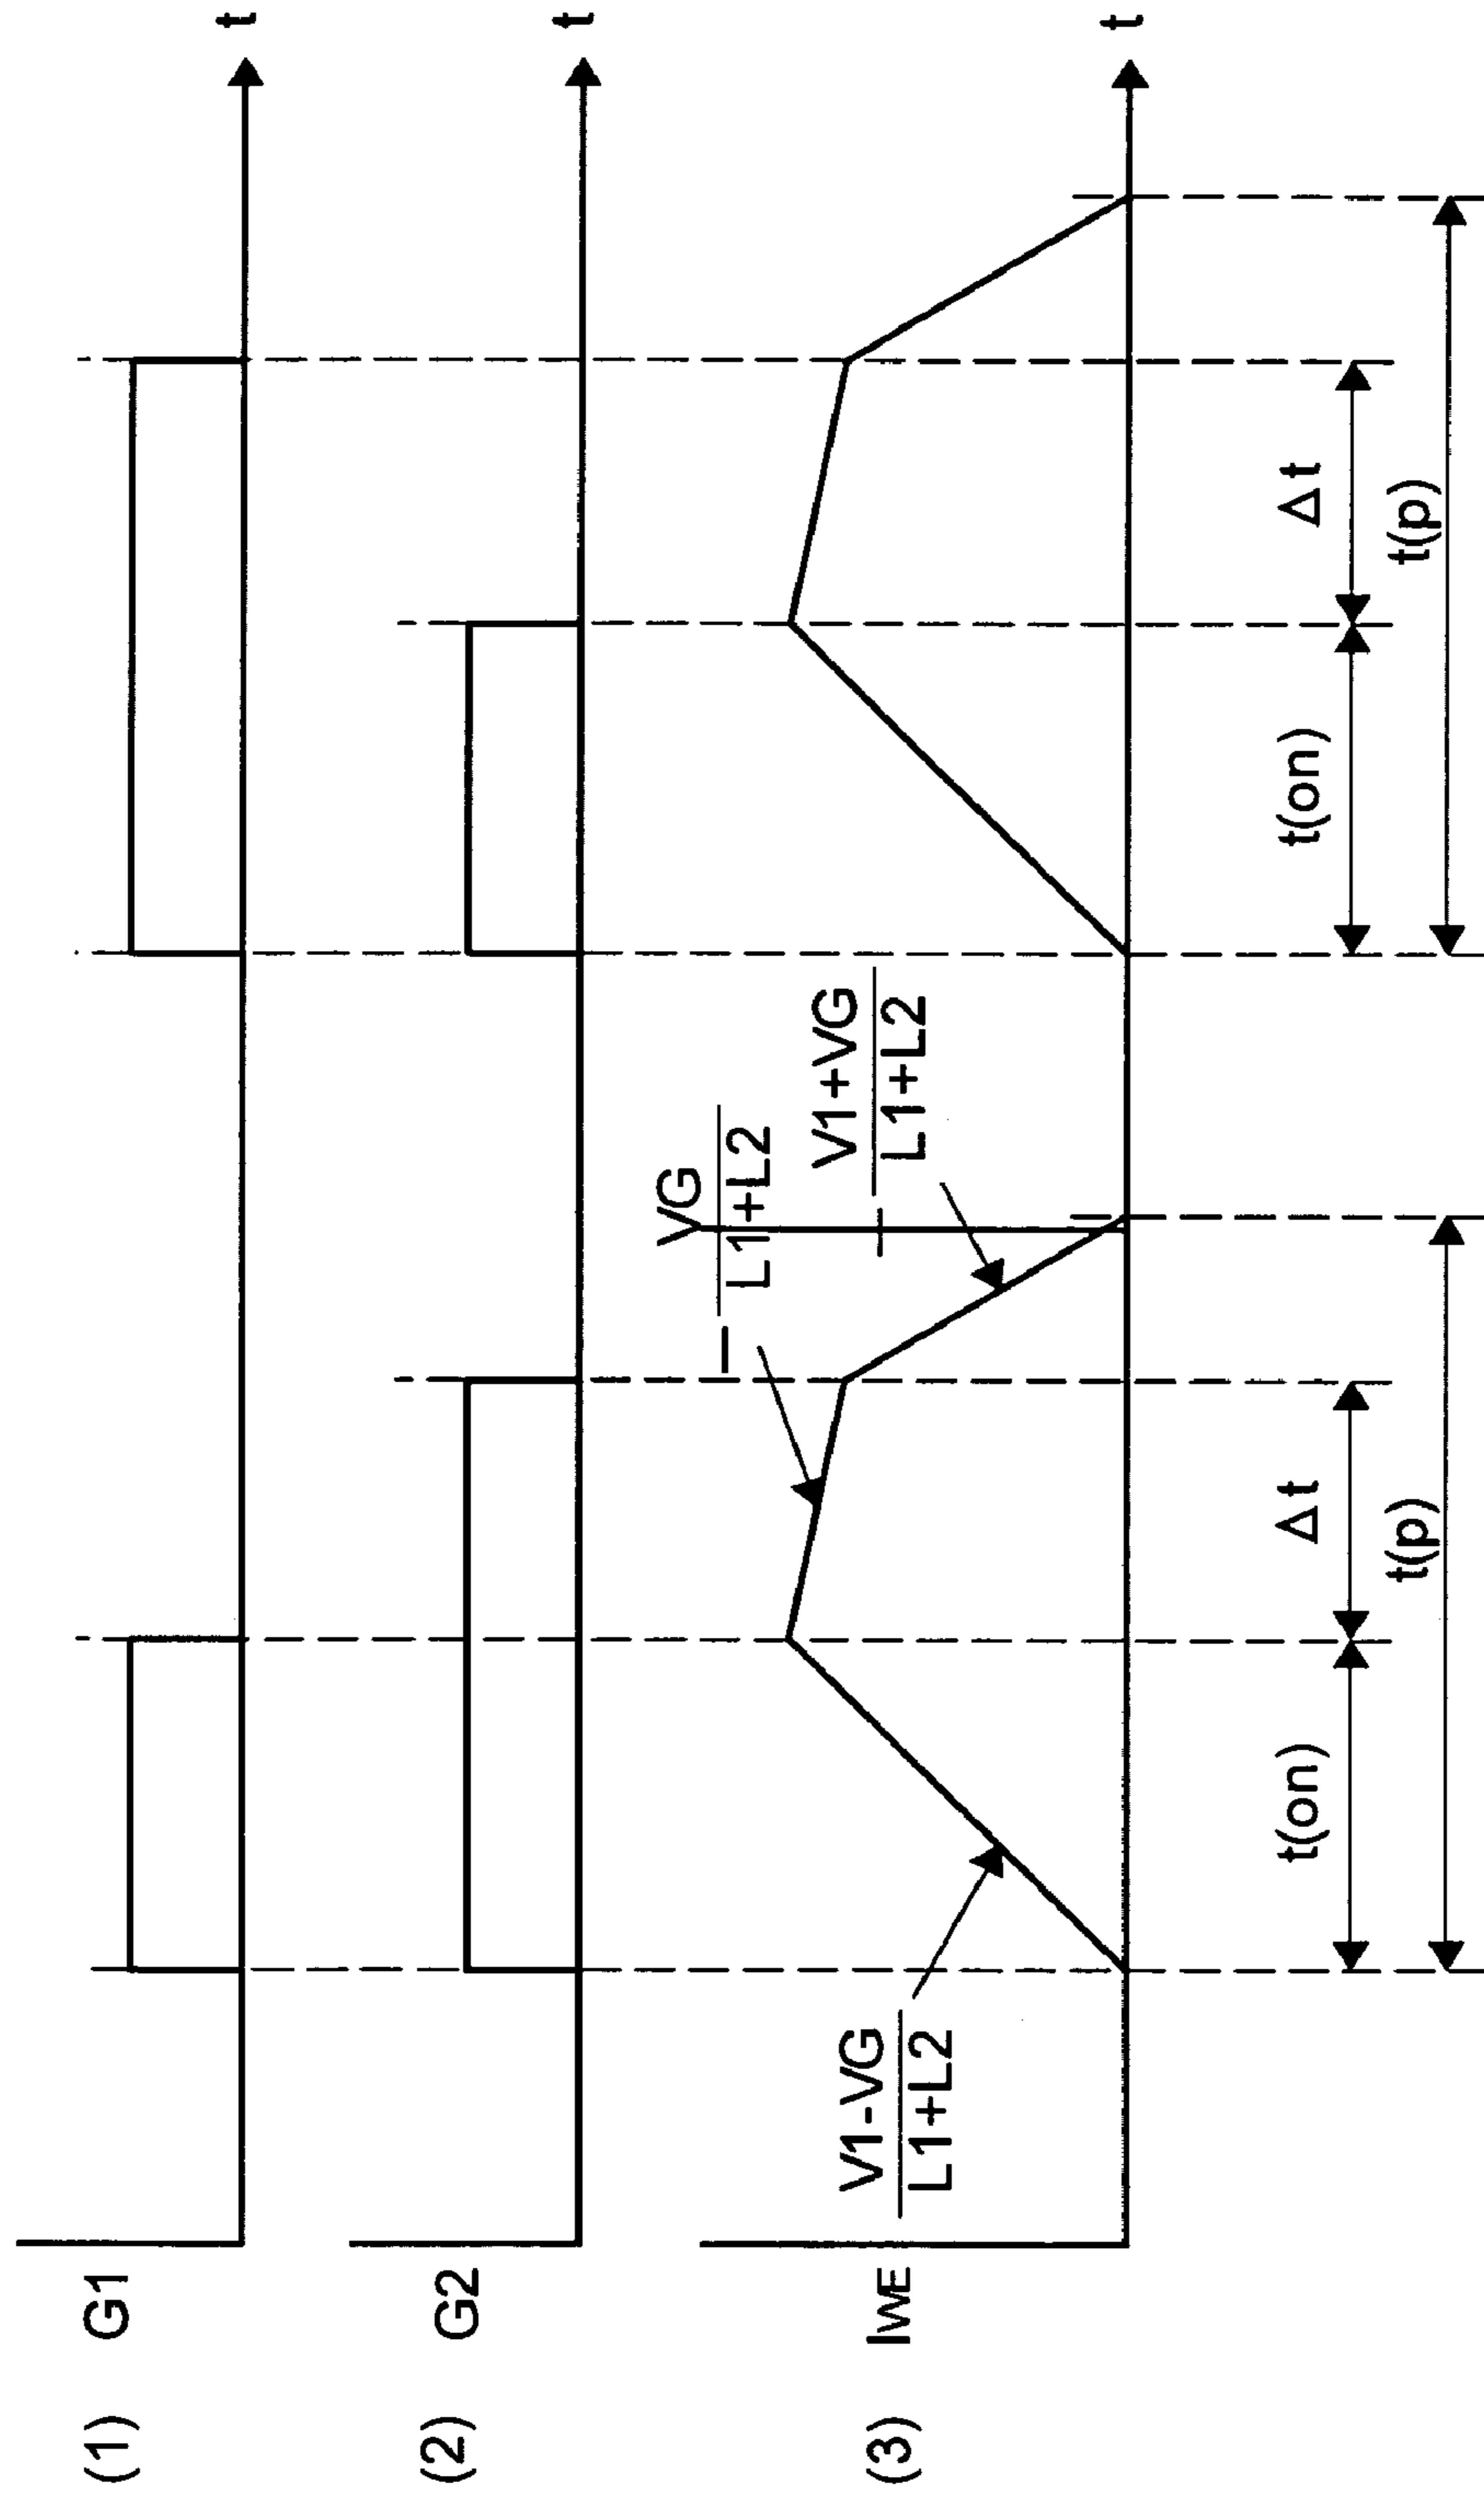 (1) G1
t
(2) G2
t
(3) IWE
t
V1-VG
L1+L2
− VG
L1+L2
− V1+VG
L1+L2
t(on)
Δt
t(on)
Δt
t(p)
t(p)